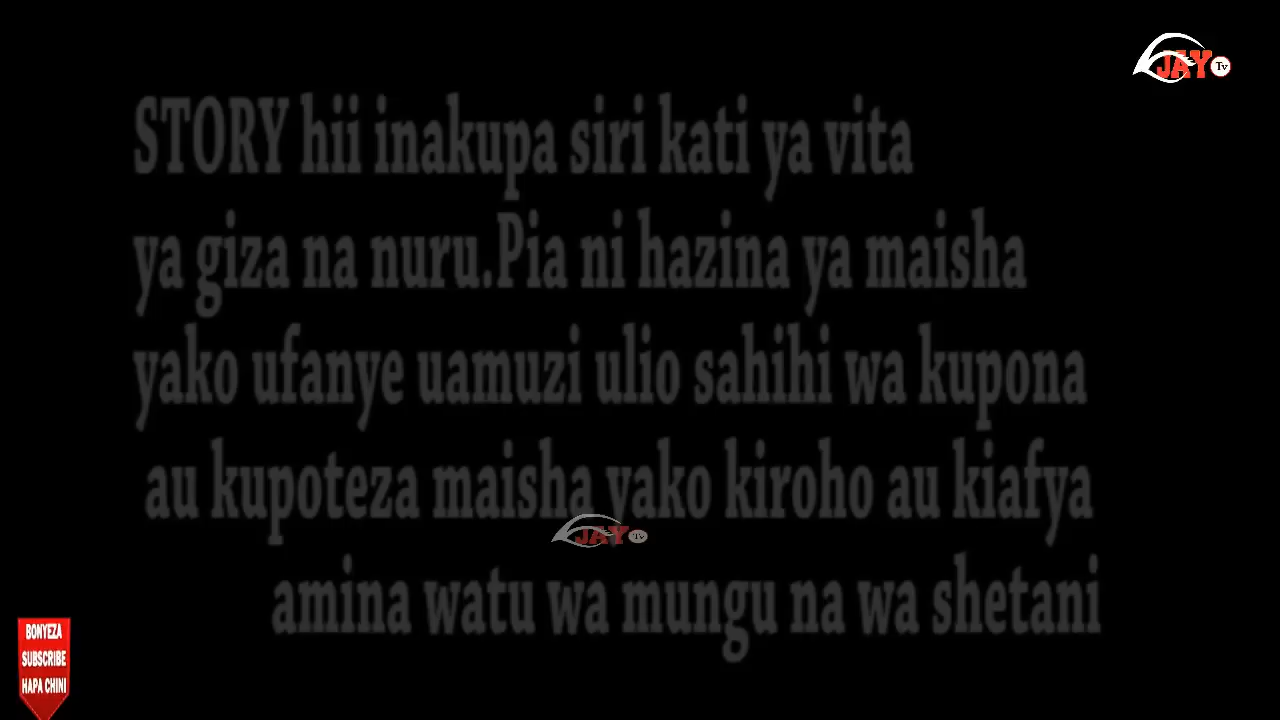 JAY Tv
STORY hii inakupa siri kati ya vita
ya giza na nuru.Pia ni hazina ya maisha
yako ufanye uamuzi ulio sahihi wa kupona
au kupoteza maisha yako kiroho au kiafya
JAY Tv
amina watu wa mungu na wa shetani
BONYEZA
SUBSCRIBE
HAPA CHINI